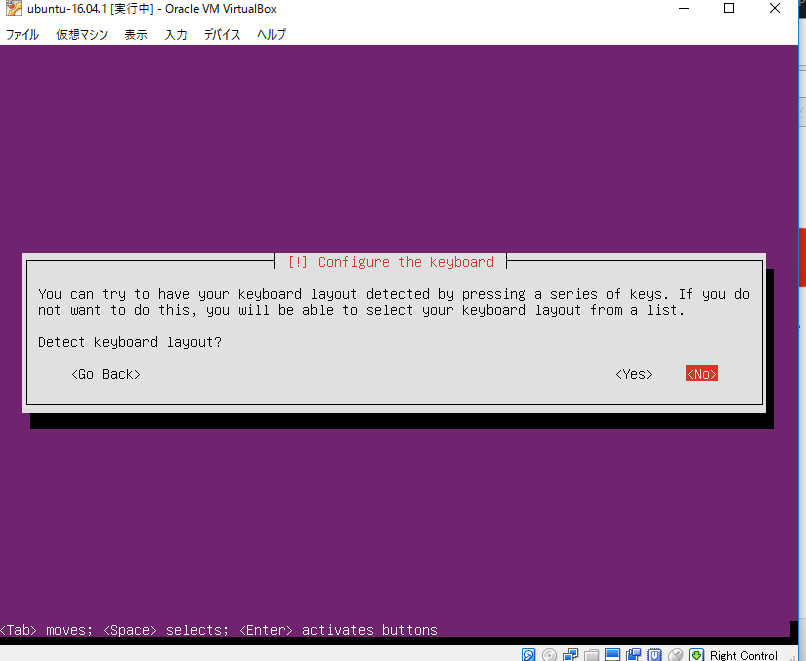 ubuntu-16.04.1 [実行中] - Oracle VM VirtualBox
ファイル 仮想マシン 表示 入力 デバイス ヘルプ
[!] Configure the keyboard
You can try to have your keyboard layout detected by pressing a series of keys. If you do
not want to do this, you will be able to select your keyboard layout from a list.
Detect keyboard layout?
<Go Back> <Yes> <No>
<Tab> moves; <Space> selects; <Enter> activates buttons
Right Control